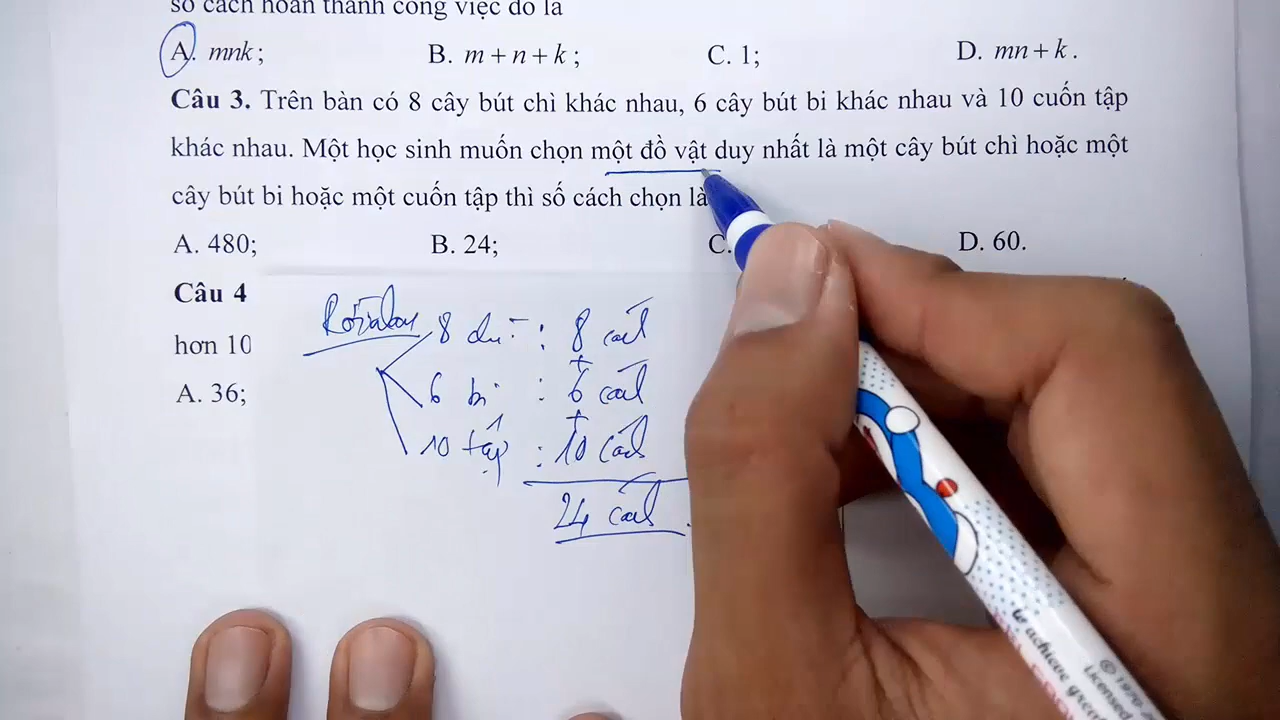 số cách hoàn thành công việc đó là
A. mnk; B. m + n + k; C. 1; D. mn + k.
Câu 3. Trên bàn có 8 cây bút chì khác nhau, 6 cây bút bi khác nhau và 10 cuốn tập
khác nhau. Một học sinh muốn chọn một đồ vật duy nhất là một cây bút chì hoặc một
cây bút bi hoặc một cuốn tập thì số cách chọn là
A. 480; B. 24; C. D. 60.
Câu 4
hơn 10
A. 36;
8 chì : 8 cách
+
6 bi : 6 cách
+
10 tập : 10 cách
24 cách.
to achieve
© 1970
Licensed